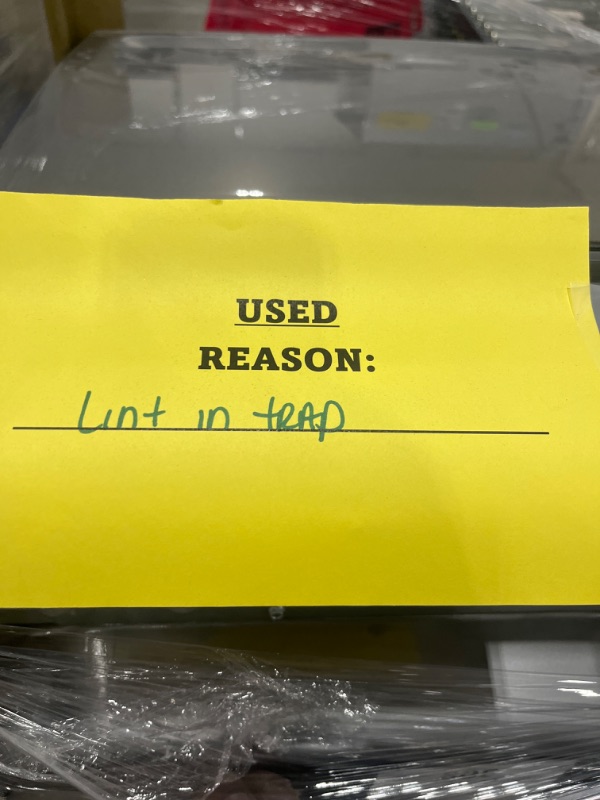 USED
REASON:
Lint in tRAP